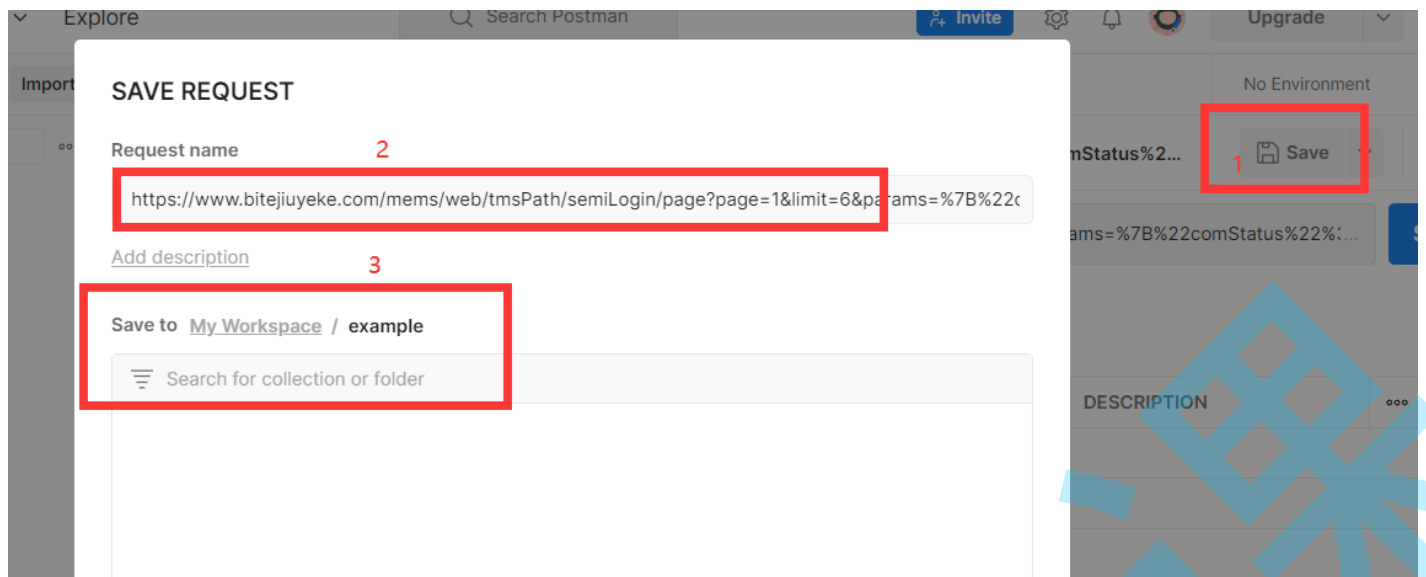 Explore
Search Postman
Invite
Upgrade
Import
SAVE REQUEST
No Environment
Request name
2
mStatus%2...
1
Save
https://www.bitejiuyeke.com/mems/web/tmsPath/semiLogin/page?page=1&limit=6&params=%7B%22c
ams=%7B%22comStatus%22%:...
S
Add description
3
Save to My Workspace / example
Search for collection or folder
DESCRIPTION